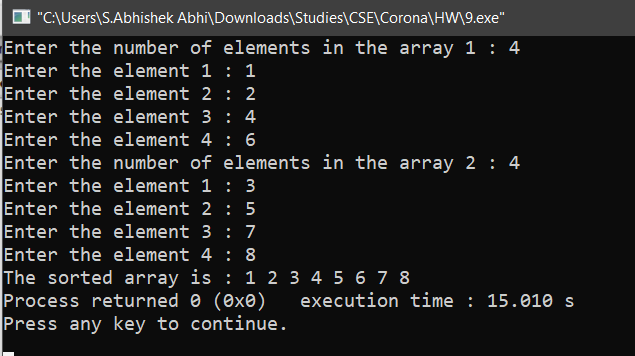 "C:\Users\S.Abhishek Abhi\Downloads\Studies\CSE\Corona\HW\9.exe"
Enter the number of elements in the array 1 : 4
Enter the element 1 : 1
Enter the element 2 : 2
Enter the element 3 : 4
Enter the element 4 : 6
Enter the number of elements in the array 2 : 4
Enter the element 1 : 3
Enter the element 2 : 5
Enter the element 3 : 7
Enter the element 4 : 8
The sorted array is : 1 2 3 4 5 6 7 8
Process returned 0 (0x0)   execution time : 15.010 s
Press any key to continue.